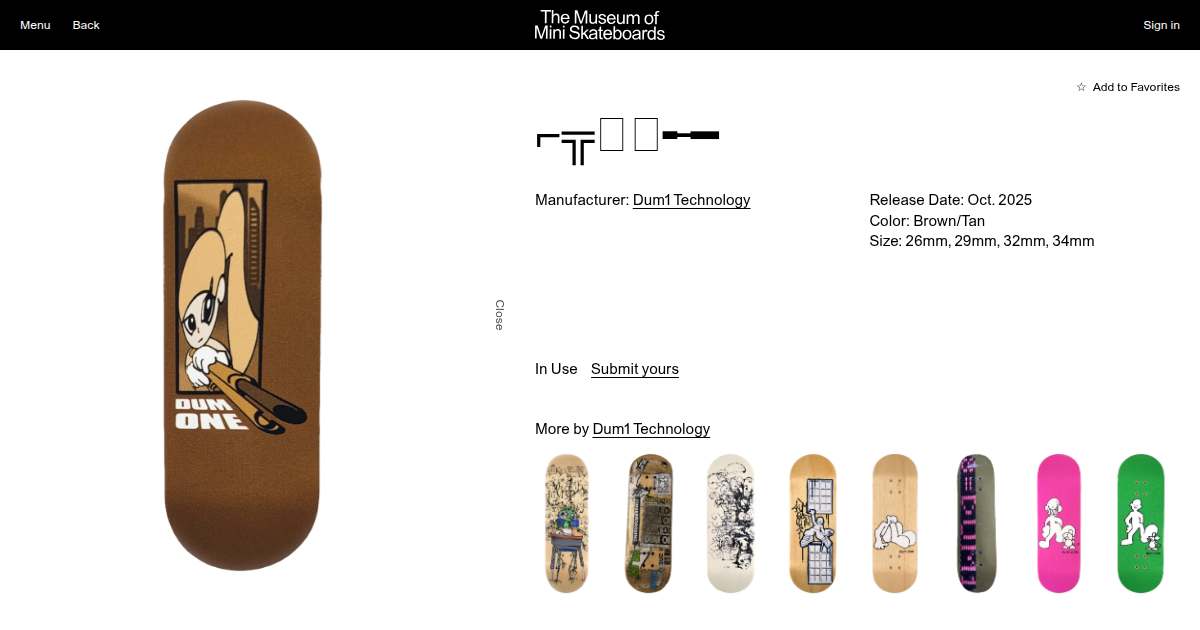 Menu
Back
The Museum of
Mini Skateboards
Sign in
☆ Add to Favorites
Manufacturer: Dum1 Technology
Release Date: Oct. 2025
Color: Brown/Tan
Size: 26mm, 29mm, 32mm, 34mm
Close
DUM
ONE
In Use
Submit yours
More by Dum1 Technology